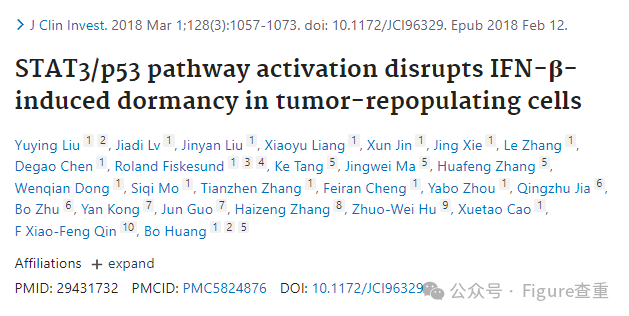 J Clin Invest. 2018 Mar 1;128(3):1057-1073. doi: 10.1172/JCI96329. Epub 2018 Feb 12.
STAT3/p53 pathway activation disrupts IFN-β-
induced dormancy in tumor-repopulating cells
Yuying Liu 1 2, Jiadi Lv 1, Jinyan Liu 1, Xiaoyu Liang 1, Xun Jin 1, Jing Xie 1, Le Zhang 1,
Degao Chen 1, Roland Fiskesund 1 3 4, Ke Tang 5, Jingwei Ma 5, Huafeng Zhang 5,
Wenqian Dong 1, Siqi Mo 1, Tianzhen Zhang 1, Feiran Cheng 1, Yabo Zhou 1, Qingzhu Jia 6,
Bo Zhu 6, Yan Kong 7, Jun Guo 7, Haizeng Zhang 8, Zhuo-Wei Hu 9, Xuetao Cao 1,
F Xiao-Feng Qin 10, Bo Huang 1 2 5
Affiliations + expand
PMID: 29431732 PMCID: PMC5824876 DOI: 10.1172/JCI96329
公众号 · Figure查重